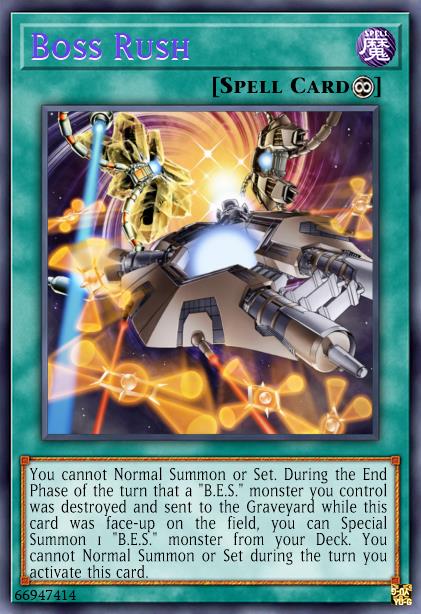 Boss Rush
SPELL
魔
[Spell Card]
You cannot Normal Summon or Set. During the End
Phase of the turn that a "B.E.S." monster you control
was destroyed and sent to the Graveyard while this
card was face-up on the field, you can Special
Summon 1 "B.E.S." monster from your Deck. You
cannot Normal Summon or Set during the turn you
activate this card.
66947414